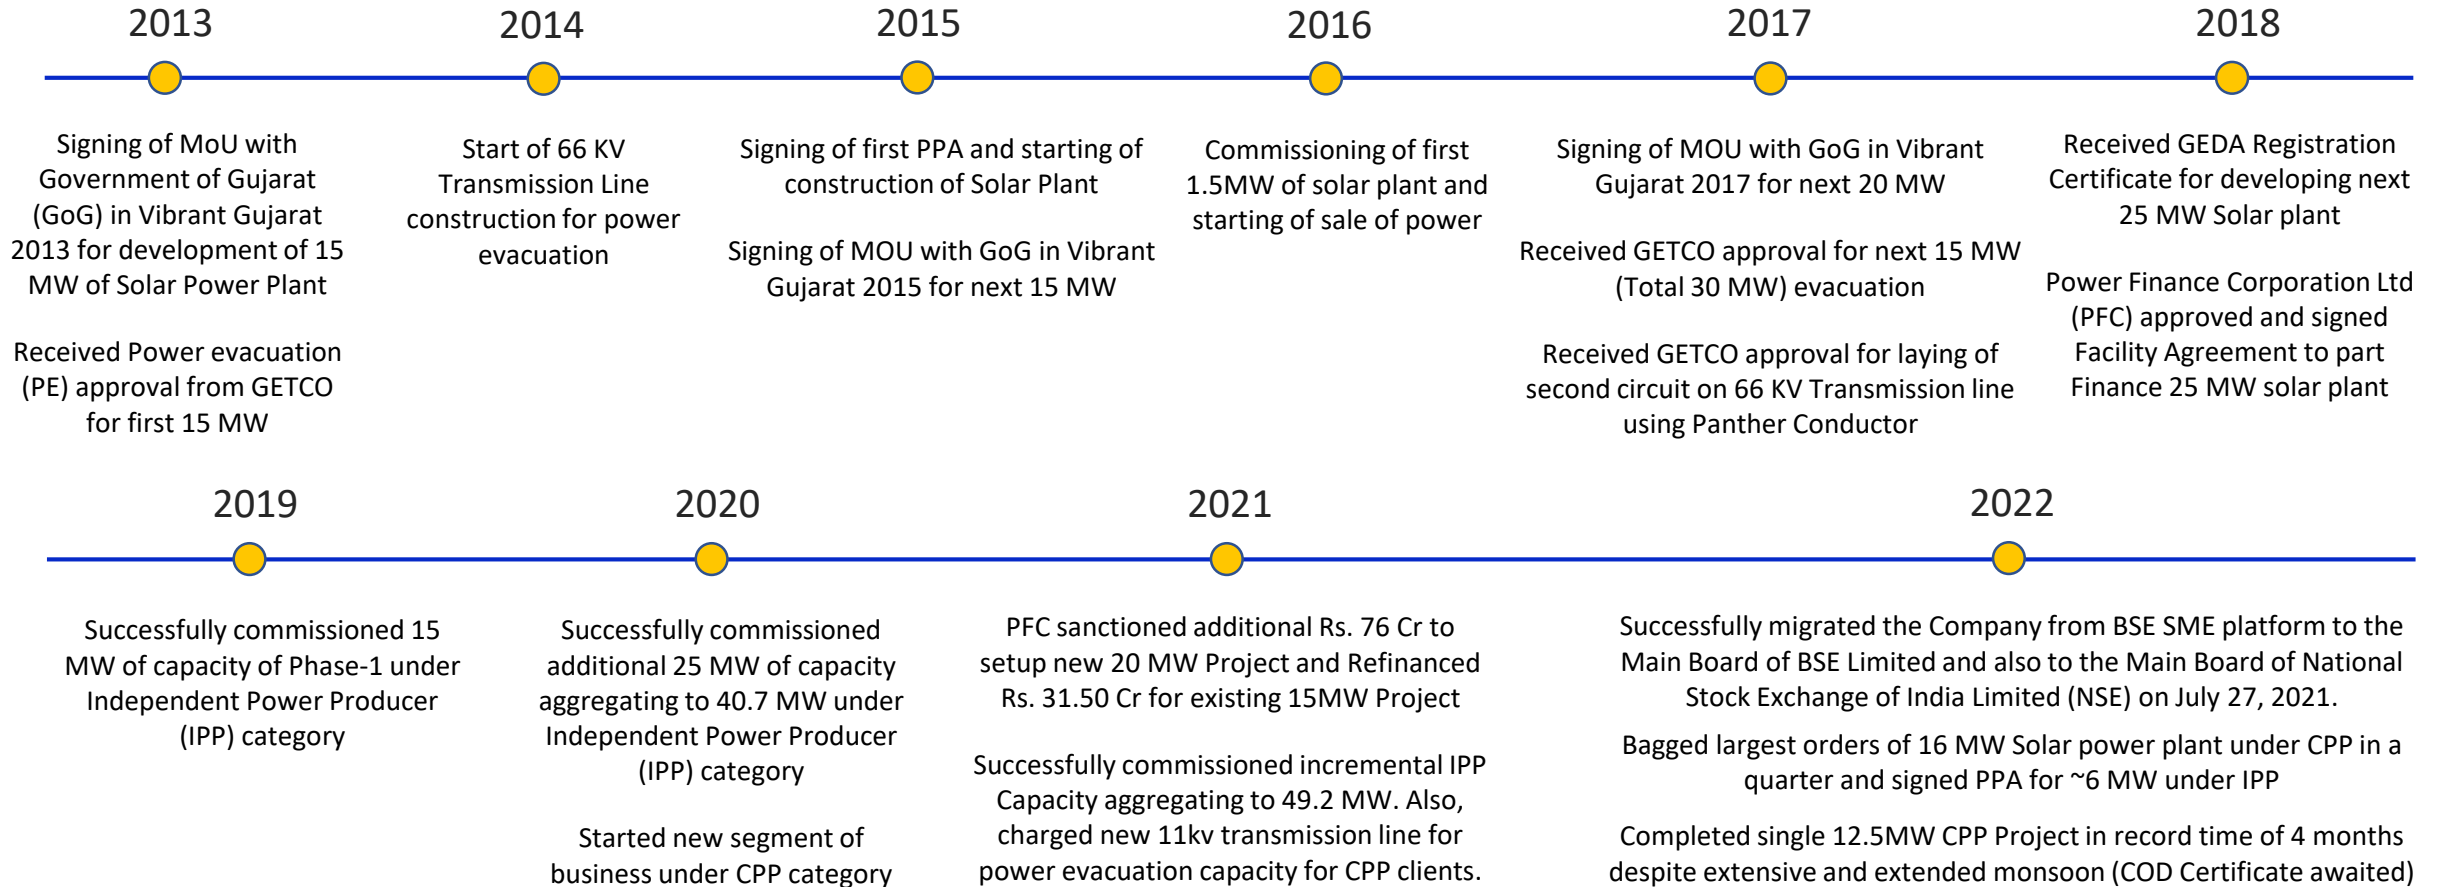 2013
Signing of MoU with
Government of Gujarat
(GoG) in Vibrant Gujarat
2013 for development of 15
MW of Solar Power Plant
Received Power evacuation
(PE) approval from GETCO
for first 15 MW
2014
Start of 66 KV
Transmission Line
construction for power
evacuation
2015
Signing of first PPA and starting of
construction of Solar Plant
Signing of MOU with GoG in Vibrant
Gujarat 2015 for next 15 MW
2016
Commissioning of first
1.5MW of solar plant and
starting of sale of power
2017
Signing of MOU with GoG in Vibrant
Gujarat 2017 for next 20 MW
Received GETCO approval for next 15 MW
(Total 30 MW) evacuation
Received GETCO approval for laying of
second circuit on 66 KV Transmission line
using Panther Conductor
2018
Received GEDA Registration
Certificate for developing next
25 MW Solar plant
Power Finance Corporation Ltd
(PFC) approved and signed
Facility Agreement to part
Finance 25 MW solar plant
2019
Successfully commissioned 15
MW of capacity of Phase-1 under
Independent Power Producer
(IPP) category
2020
Successfully commissioned
additional 25 MW of capacity
aggregating to 40.7 MW under
Independent Power Producer
(IPP) category
Started new segment of
business under CPP category
2021
PFC sanctioned additional Rs. 76 Cr to
setup new 20 MW Project and Refinanced
Rs. 31.50 Cr for existing 15MW Project
Successfully commissioned incremental IPP
Capacity aggregating to 49.2 MW. Also,
charged new 11kv transmission line for
power evacuation capacity for CPP clients.
2022
Successfully migrated the Company from BSE SME platform to the
Main Board of BSE Limited and also to the Main Board of National
Stock Exchange of India Limited (NSE) on July 27, 2021.
Bagged largest orders of 16 MW Solar power plant under CPP in a
quarter and signed PPA for ~6 MW under IPP
Completed single 12.5MW CPP Project in record time of 4 months
despite extensive and extended monsoon (COD Certificate awaited)